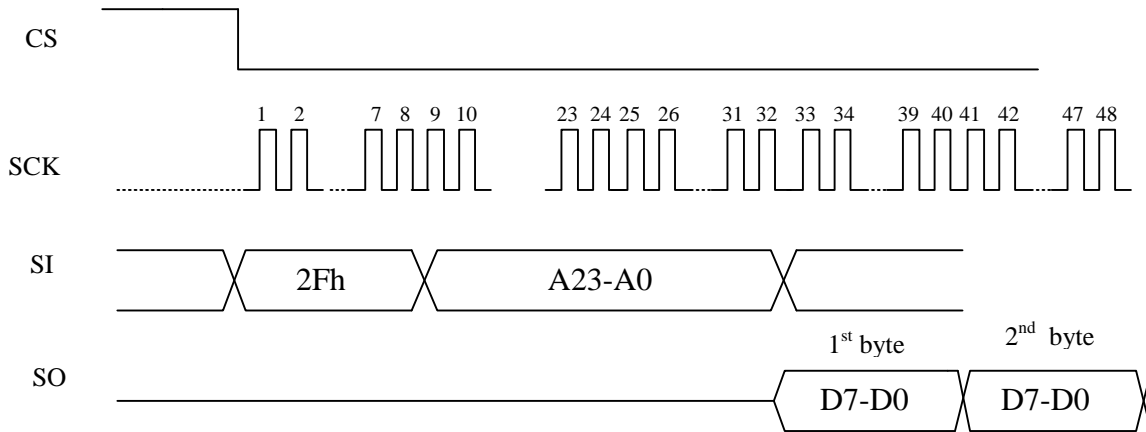 CS
1 2 7 8 9 10 23 24 25 26 31 32 33 34 39 40 41 42 47 48
SCK
SI
2Fh A23-A0
1st byte 2nd byte
SO
D7-D0 D7-D0